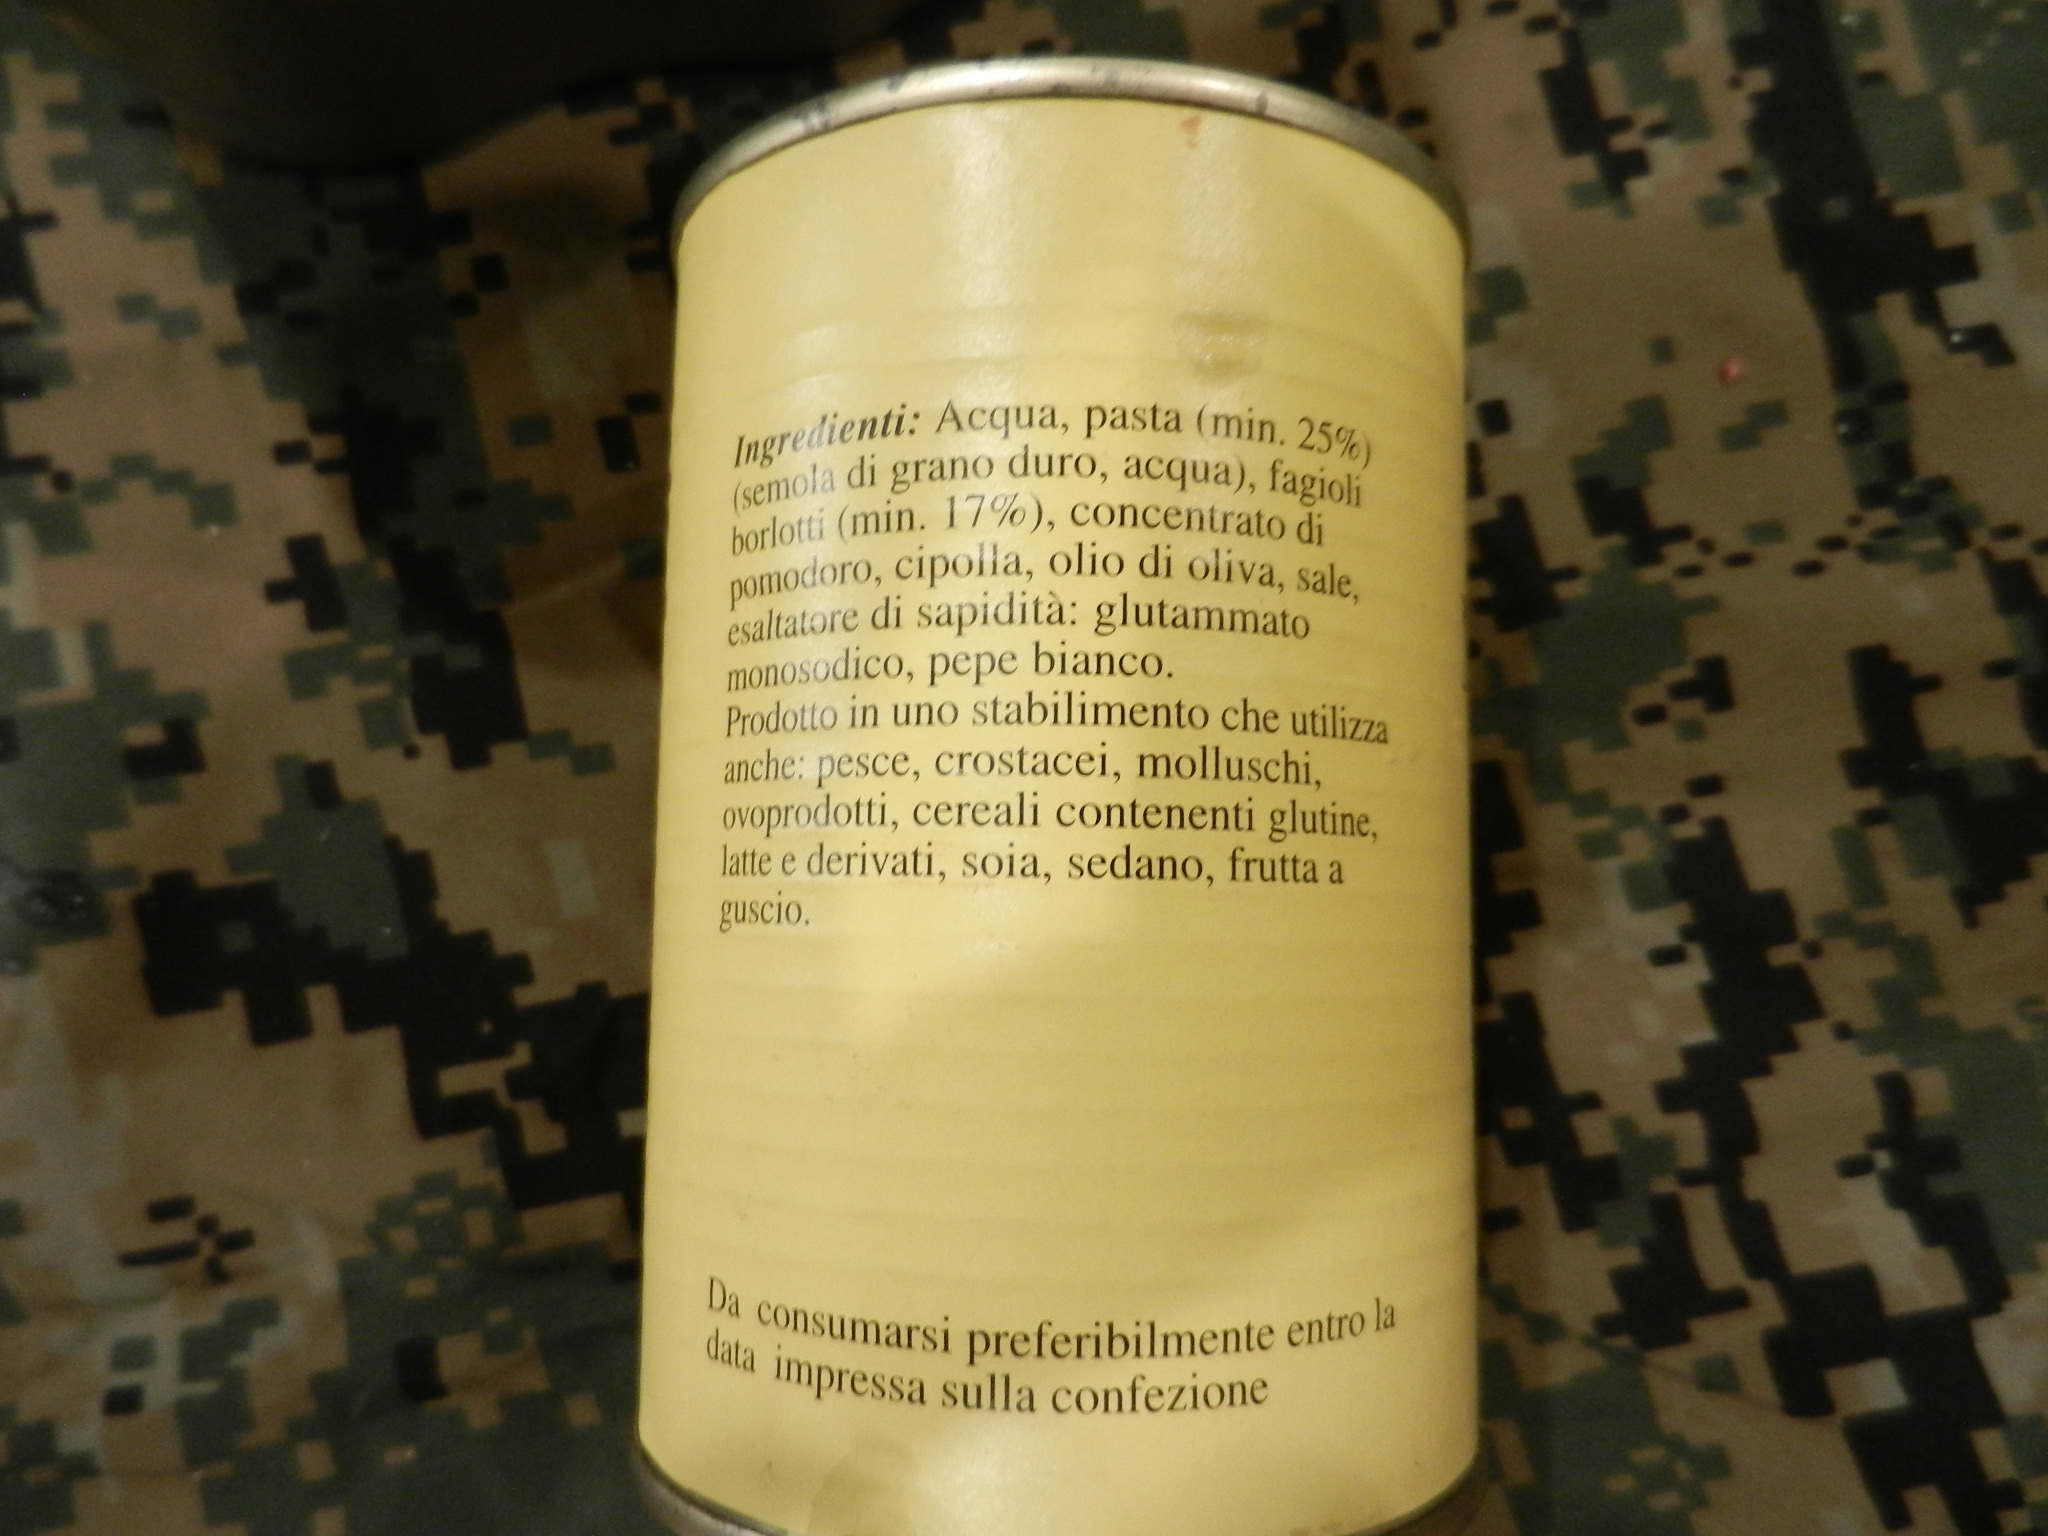 Ingredienti: Acqua, pasta (min. 25%)
(semola di grano duro, acqua), fagioli
borlotti (min. 17%), concentrato di
pomodoro, cipolla, olio di oliva, sale,
esaltatore di sapidità: glutammato
monosodico, pepe bianco.
Prodotto in uno stabilimento che utilizza
anche: pesce, crostacei, molluschi,
ovoprodotti, cereali contenenti glutine,
latte e derivati, soia, sedano, frutta a
guscio.
Da consumarsi preferibilmente entro la
data impressa sulla confezione